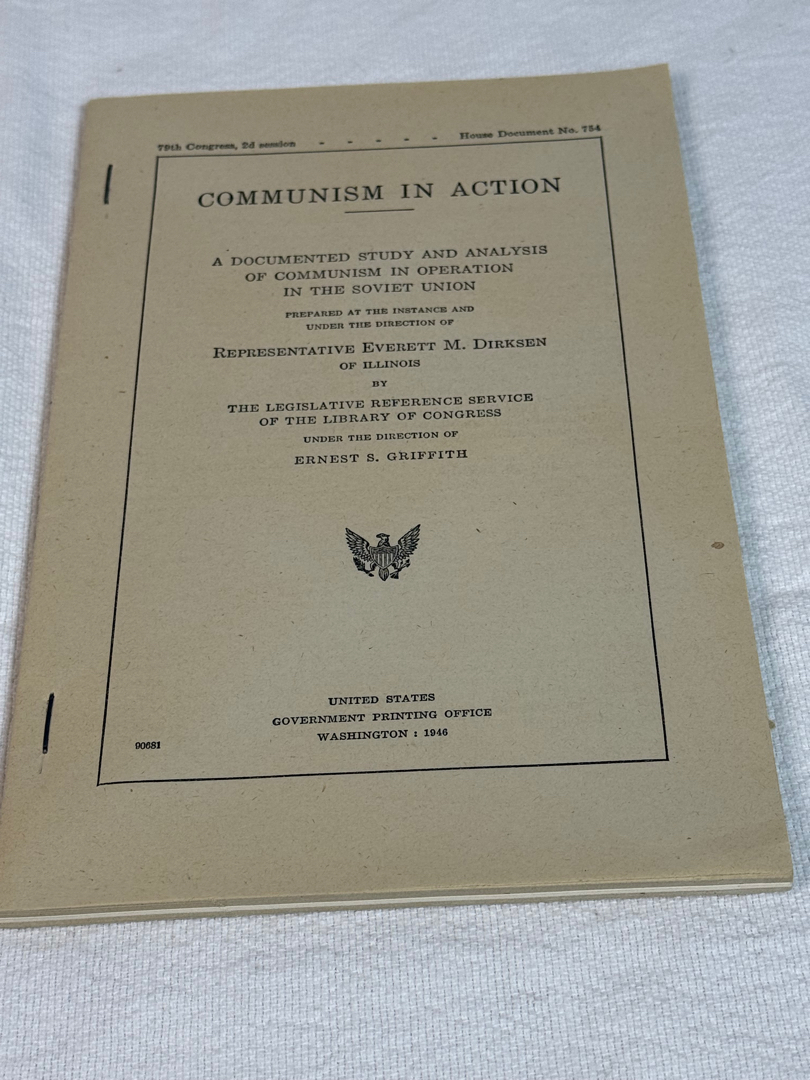 79th Congress, 2d session - - - - - House Document No. 754
COMMUNISM IN ACTION
A DOCUMENTED STUDY AND ANALYSIS
OF COMMUNISM IN OPERATION
IN THE SOVIET UNION
PREPARED AT THE INSTANCE AND
UNDER THE DIRECTION OF
REPRESENTATIVE EVERETT M. DIRKSEN
OF ILLINOIS
BY
THE LEGISLATIVE REFERENCE SERVICE
OF THE LIBRARY OF CONGRESS
UNDER THE DIRECTION OF
ERNEST S. GRIFFITH
UNITED STATES
GOVERNMENT PRINTING OFFICE
WASHINGTON : 1946
90681